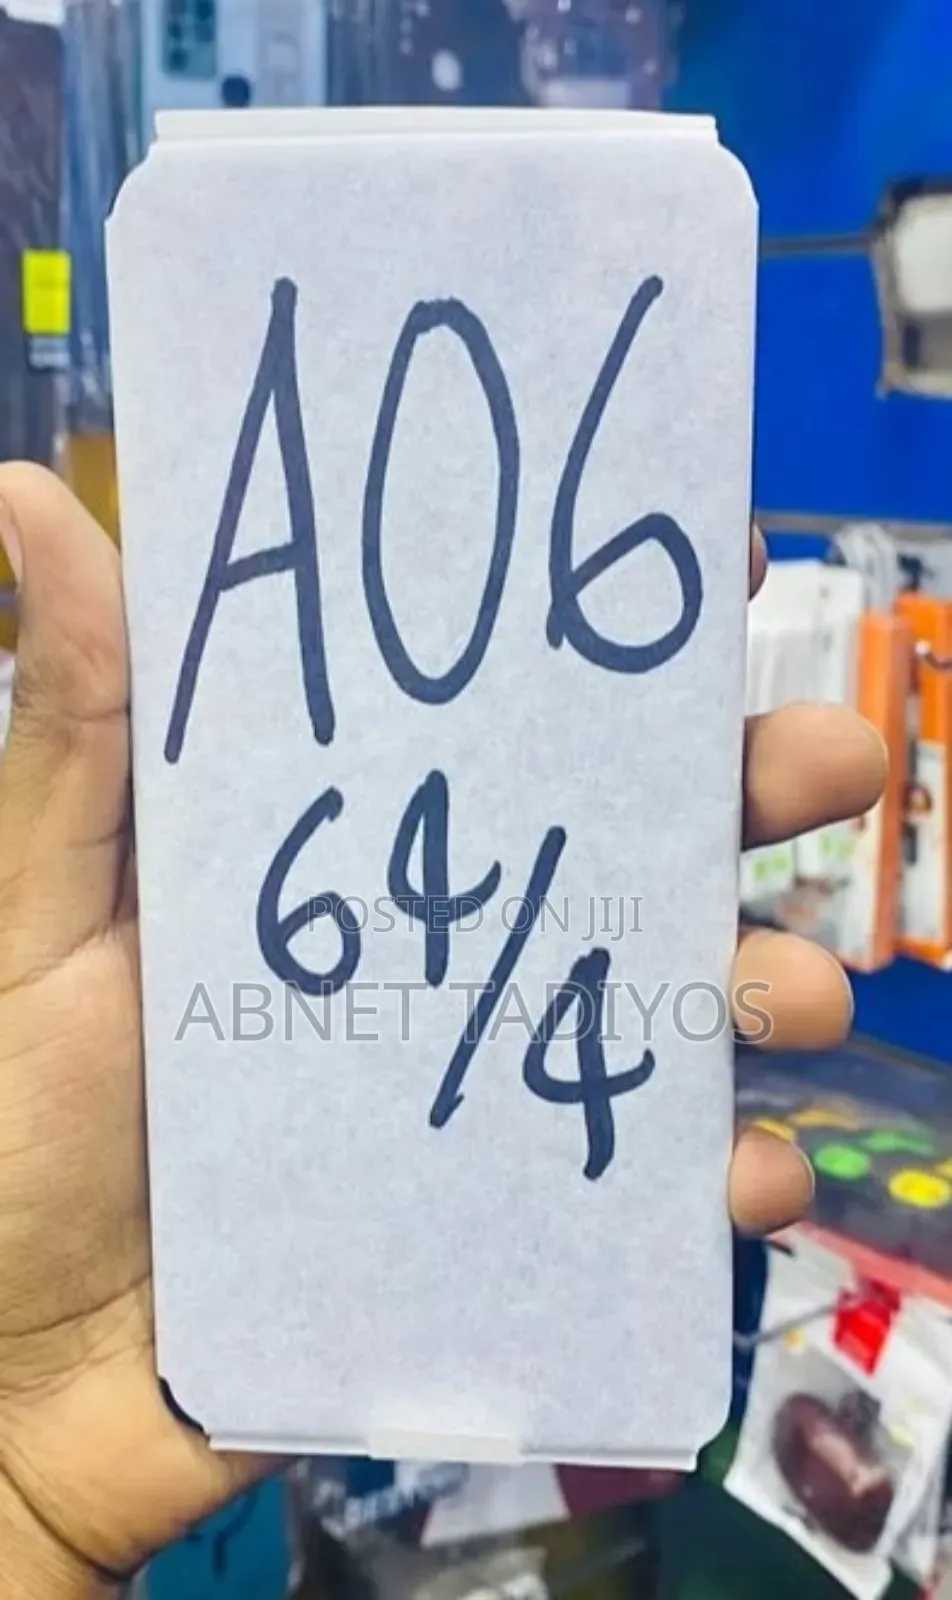 A06
64/4
POSTED ON JIJI
ABNET TADIYOS